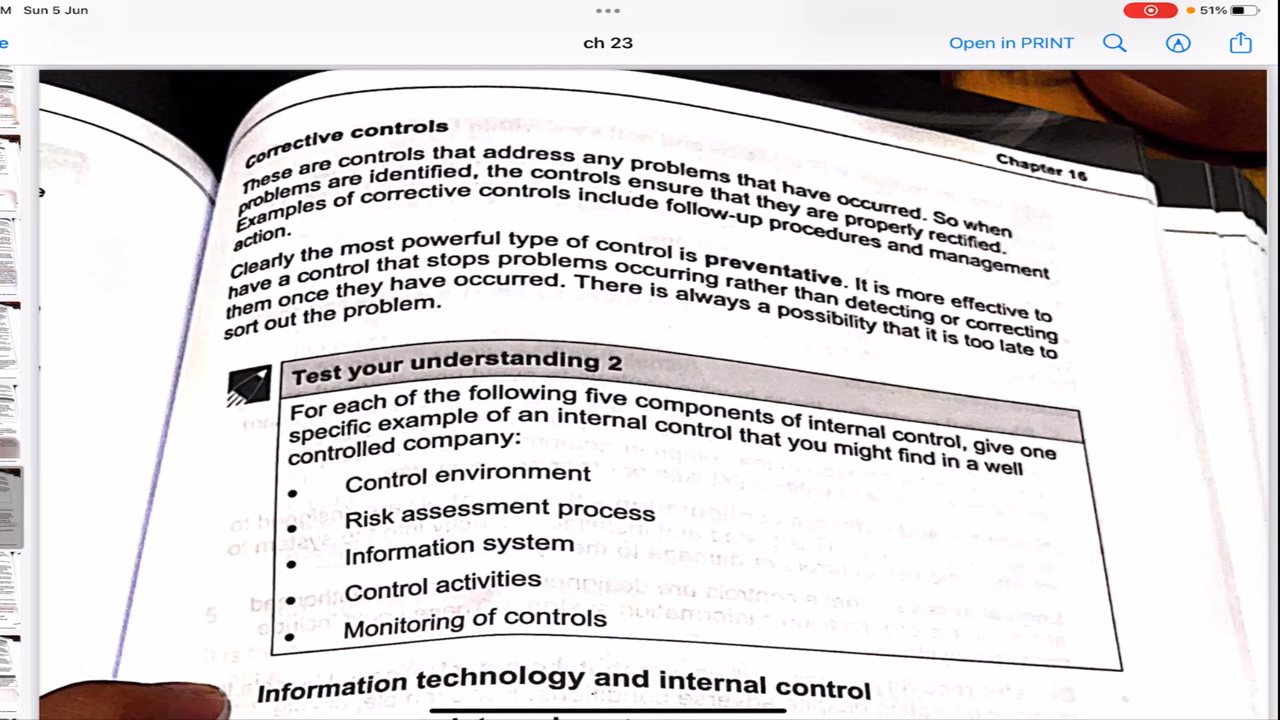 M Sun 5 Jun
51%
e
ch 23
Open in PRINT
Chapter 16
Corrective controls
These are controls that address any problems that have occurred. So when
problems are identified, the controls ensure that they are properly rectified.
Examples of corrective controls include follow-up procedures and management
action.
Clearly the most powerful type of control is preventative. It is more effective to
have a control that stops problems occurring rather than detecting or correcting
them once they have occurred. There is always a possibility that it is too late to
sort out the problem.
Test your understanding 2
For each of the following five components of internal control, give one
specific example of an internal control that you might find in a well
controlled company:
• Control environment
• Risk assessment process
• Information system
• Control activities
• Monitoring of controls
Information technology and internal control